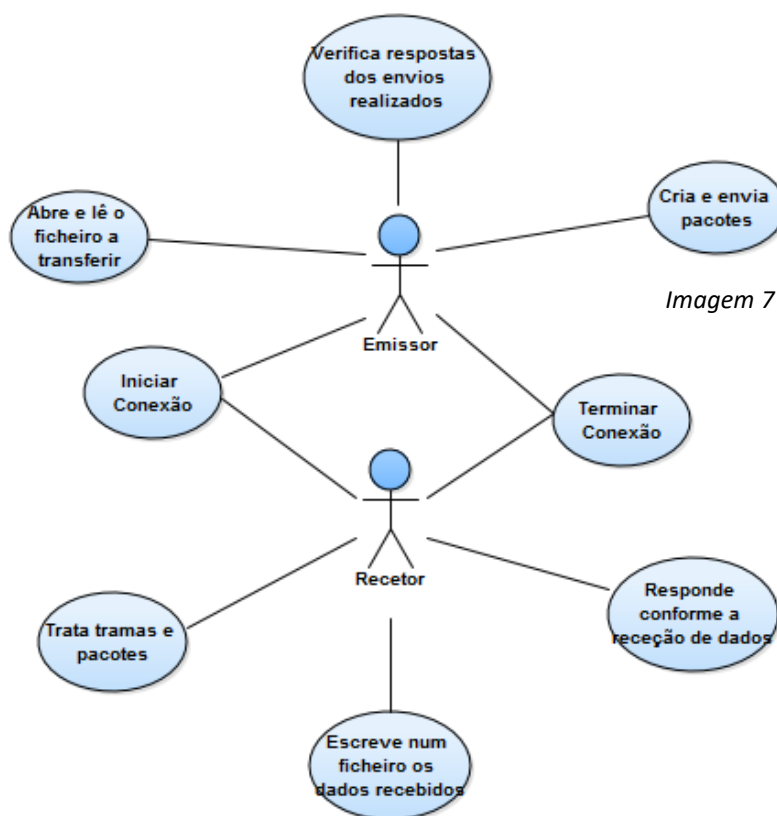 Verifica respostas
dos envios
realizados
Abre e lê o
ficheiro a
transferir
Cria e envia
pacotes
Imagem 7
Emissor
Iniciar
Conexão
Terminar
Conexão
Recetor
Trata tramas e
pacotes
Responde
conforme a
receção de dados
Escreve num
ficheiro os
dados recebidos